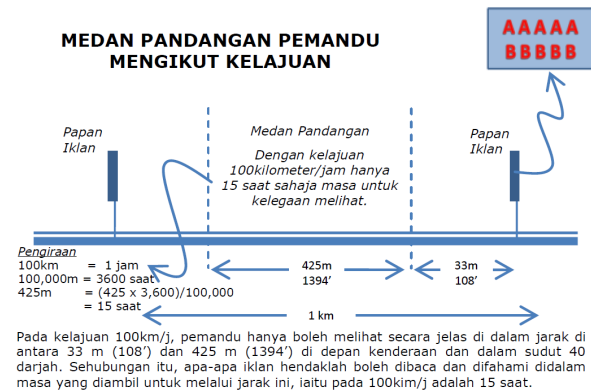 MEDAN PANDANGAN PEMANDU
MENGIKUT KELAJUAN
AAAAA
BBBBB
Papan
Iklan
Medan Pandangan
Dengan kelajuan
100kilometer/jam hanya
15 saat sahaja masa untuk
kelegaan melihat.
Papan
Iklan
Pengiraan
100km = 1 jam
100,000m = 3600 saat
425m = (425 x 3,600)/100,000
= 15 saat
425m
1394’
33m
108’
1 km
Pada kelajuan 100km/j, pemandu hanya boleh melihat secara jelas di dalam jarak di
antara 33 m (108’) dan 425 m (1394’) di depan kenderaan dan dalam sudut 40
darjah. Sehubungan itu, apa-apa iklan hendaklah boleh dibaca dan difahami didalam
masa yang diambil untuk melalui jarak ini, iaitu pada 100kim/j adalah 15 saat.